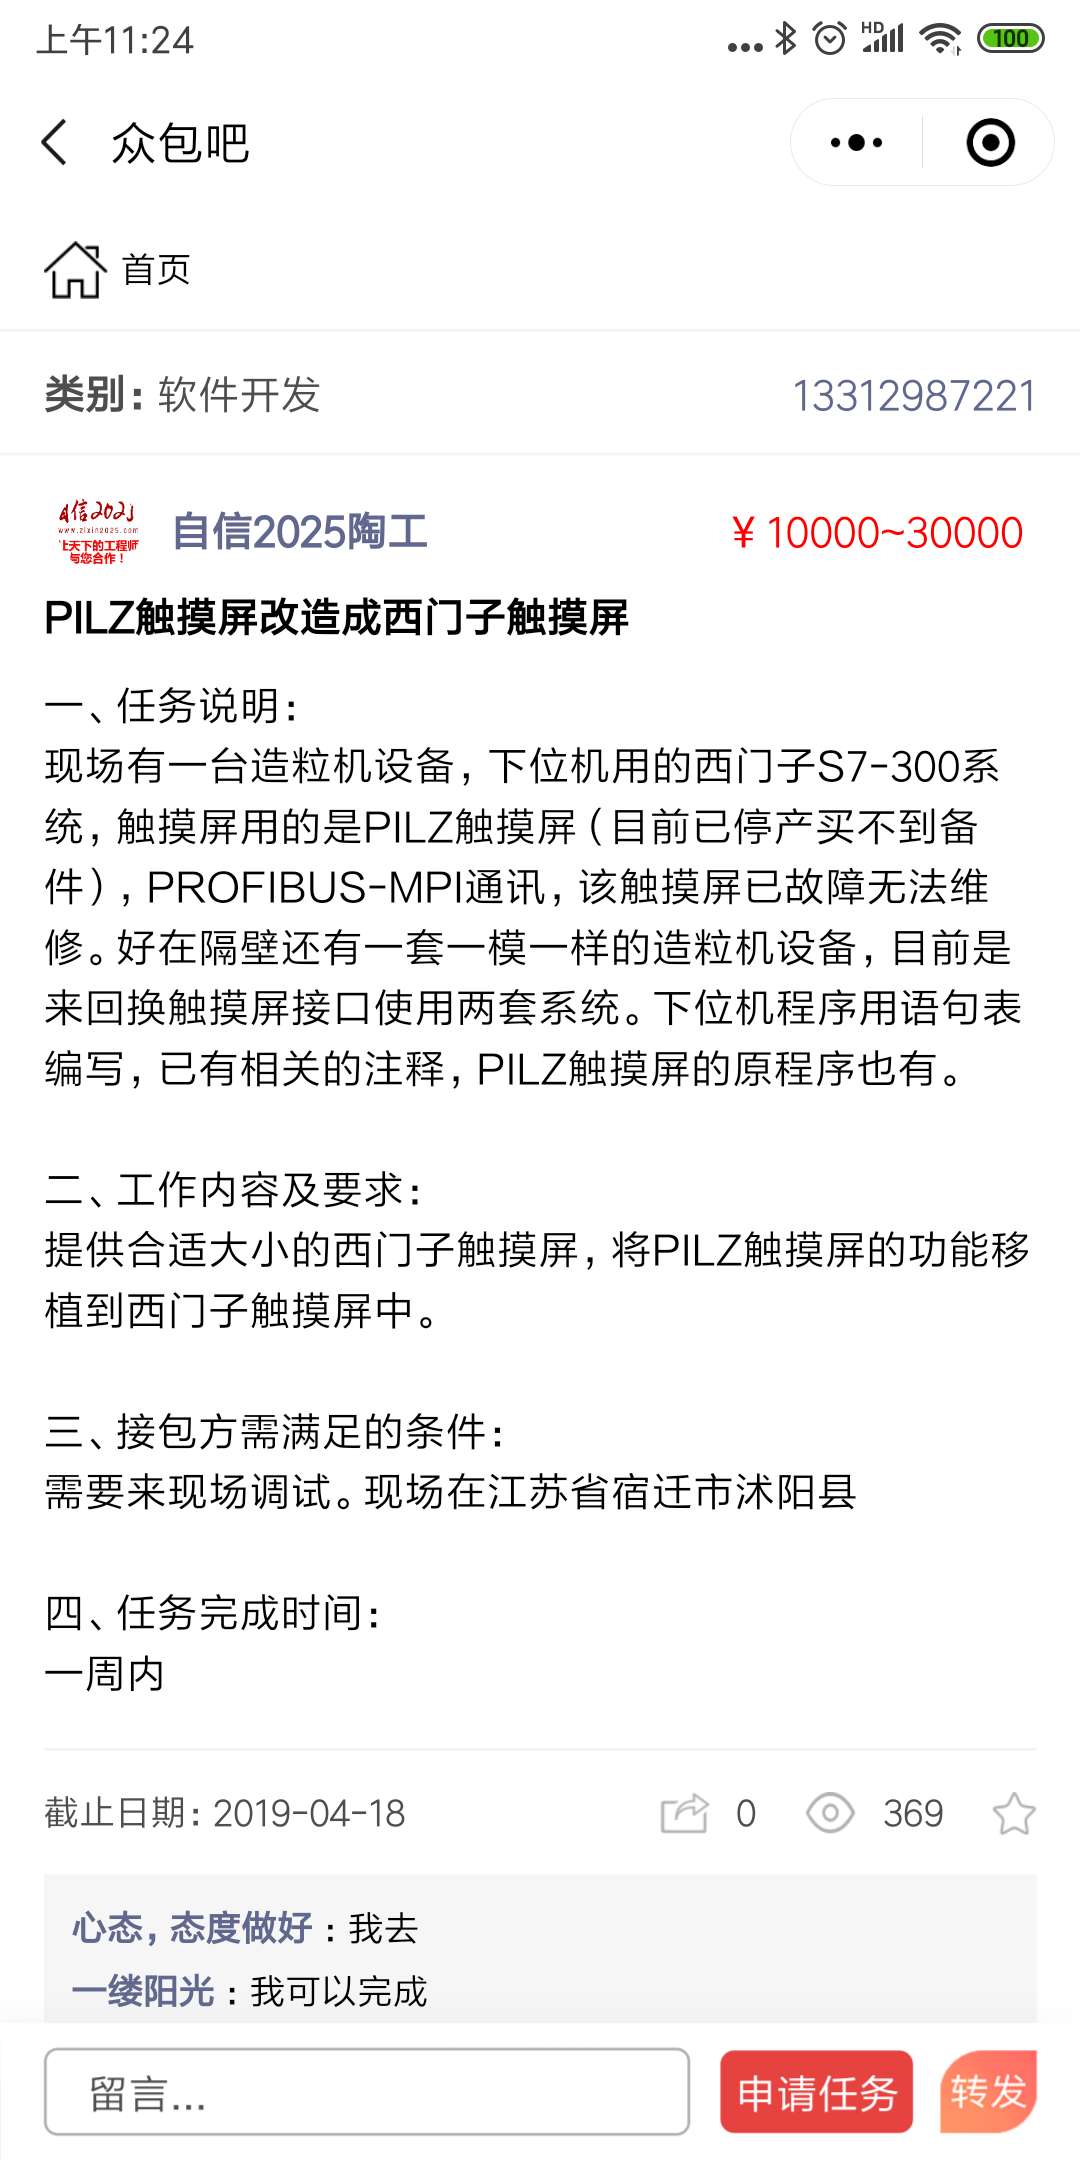 上午11:24
HD
100
众包吧
首页
类别：软件开发
13312987221
自信2025
www.zixin2025.com
让天下的工程师
与您合作！
自信2025陶工
¥ 10000~30000
PILZ触摸屏改造成西门子触摸屏
一、任务说明：
现场有一台造粒机设备，下位机用的西门子S7-300系
统，触摸屏用的是PILZ触摸屏（目前已停产买不到备
件），PROFIBUS-MPI通讯，该触摸屏已故障无法维
修。好在隔壁还有一套一模一样的造粒机设备，目前是
来回换触摸屏接口使用两套系统。下位机程序用语句表
编写，已有相关的注释，PILZ触摸屏的原程序也有。
二、工作内容及要求：
提供合适大小的西门子触摸屏，将PILZ触摸屏的功能移
植到西门子触摸屏中。
三、接包方需满足的条件：
需要来现场调试。现场在江苏省宿迁市沭阳县
四、任务完成时间：
一周内
截止日期：2019-04-18
0
369
心态，态度做好：我去
一缕阳光：我可以完成
留言...
申请任务
转发